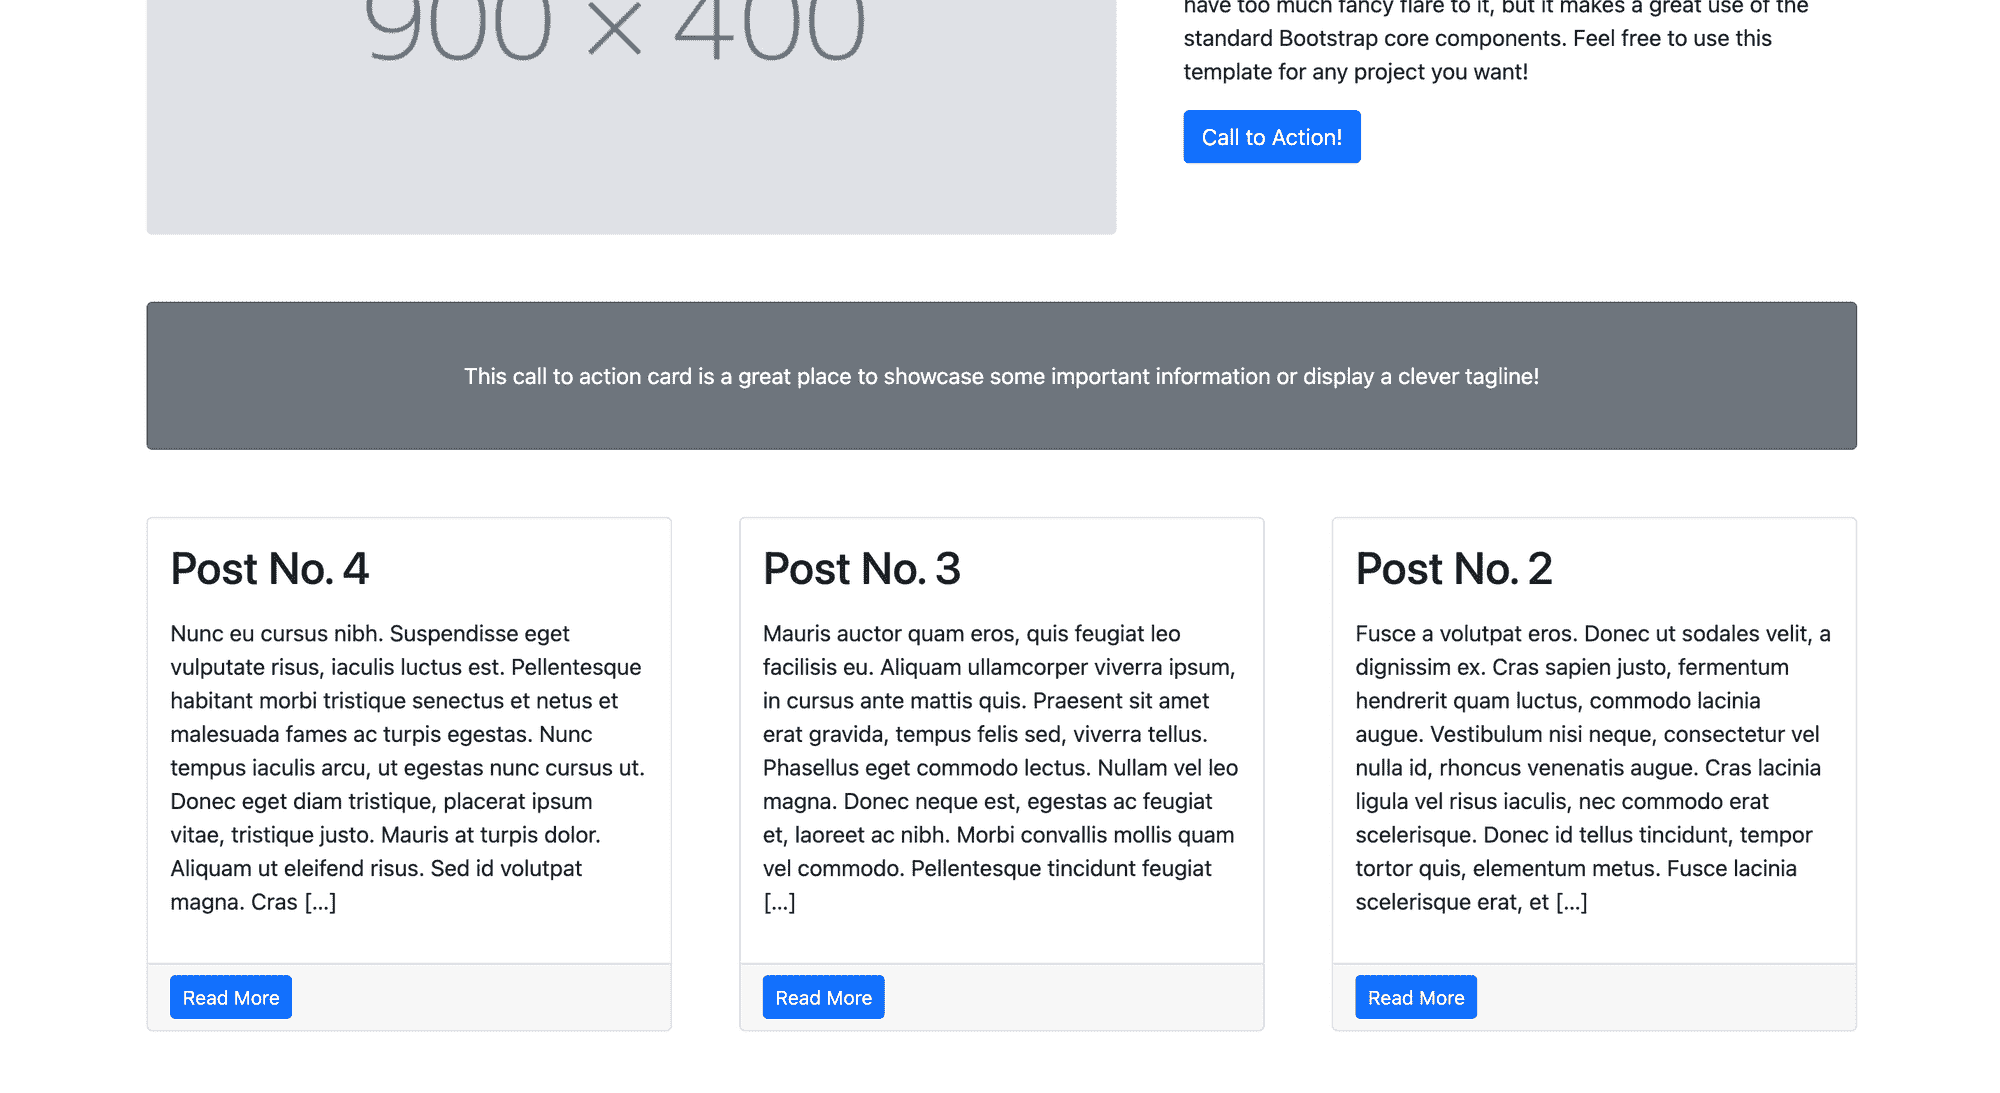 900 × 400
have too much fancy flare to it, but it makes a great use of the
standard Bootstrap core components. Feel free to use this
template for any project you want!
Call to Action!
This call to action card is a great place to showcase some important information or display a clever tagline!
Post No. 4
Nunc eu cursus nibh. Suspendisse eget
vulputate risus, iaculis luctus est. Pellentesque
habitant morbi tristique senectus et netus et
malesuada fames ac turpis egestas. Nunc
tempus iaculis arcu, ut egestas nunc cursus ut.
Donec eget diam tristique, placerat ipsum
vitae, tristique justo. Mauris at turpis dolor.
Aliquam ut eleifend risus. Sed id volutpat
magna. Cras [...]
Read More
Post No. 3
Mauris auctor quam eros, quis feugiat leo
facilisis eu. Aliquam ullamcorper viverra ipsum,
in cursus ante mattis quis. Praesent sit amet
erat gravida, tempus felis sed, viverra tellus.
Phasellus eget commodo lectus. Nullam vel leo
magna. Donec neque est, egestas ac feugiat
et, laoreet ac nibh. Morbi convallis mollis quam
vel commodo. Pellentesque tincidunt feugiat
[...]
Read More
Post No. 2
Fusce a volutpat eros. Donec ut sodales velit, a
dignissim ex. Cras sapien justo, fermentum
hendrerit quam luctus, commodo lacinia
augue. Vestibulum nisi neque, consectetur vel
nulla id, rhoncus venenatis augue. Cras lacinia
ligula vel risus iaculis, nec commodo erat
scelerisque. Donec id tellus tincidunt, tempor
tortor quis, elementum metus. Fusce lacinia
scelerisque erat, et [...]
Read More